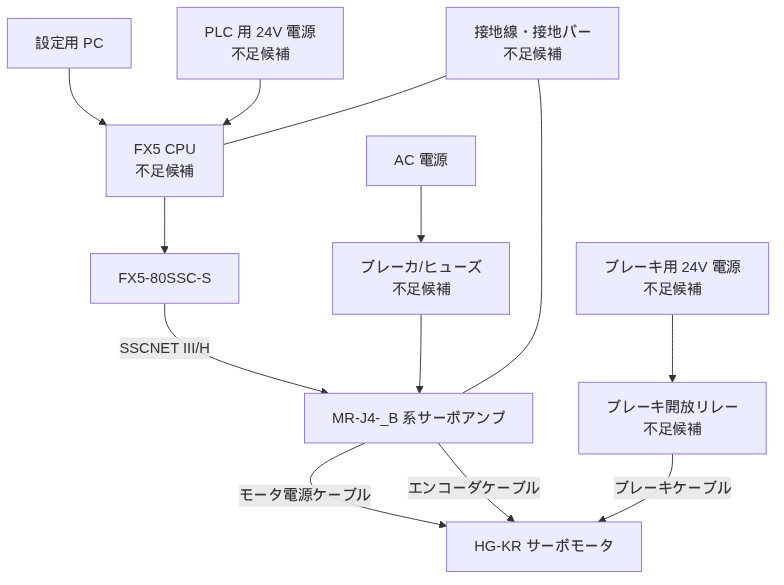 設定用 PC
PLC 用 24V 電源
不足候補
接地線・接地バー
不足候補
FX5 CPU
不足候補
AC 電源
FX5-80SSC-S
ブレーカ/ヒューズ
不足候補
ブレーキ用 24V 電源
不足候補
SSCNET III/H
MR-J4-_B 系サーボアンプ
ブレーキ開放リレー
不足候補
モータ電源ケーブル
エンコーダケーブル
ブレーキケーブル
HG-KR サーボモータ